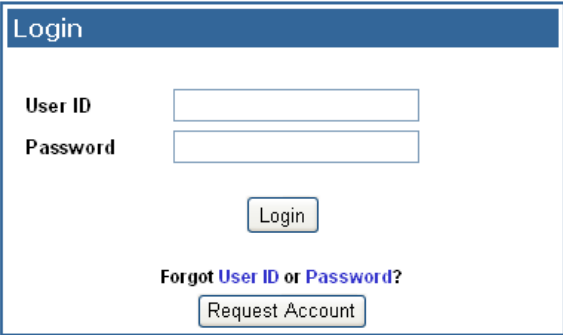 Login
User ID
Password
Login
Forgot User ID or Password?
Request Account